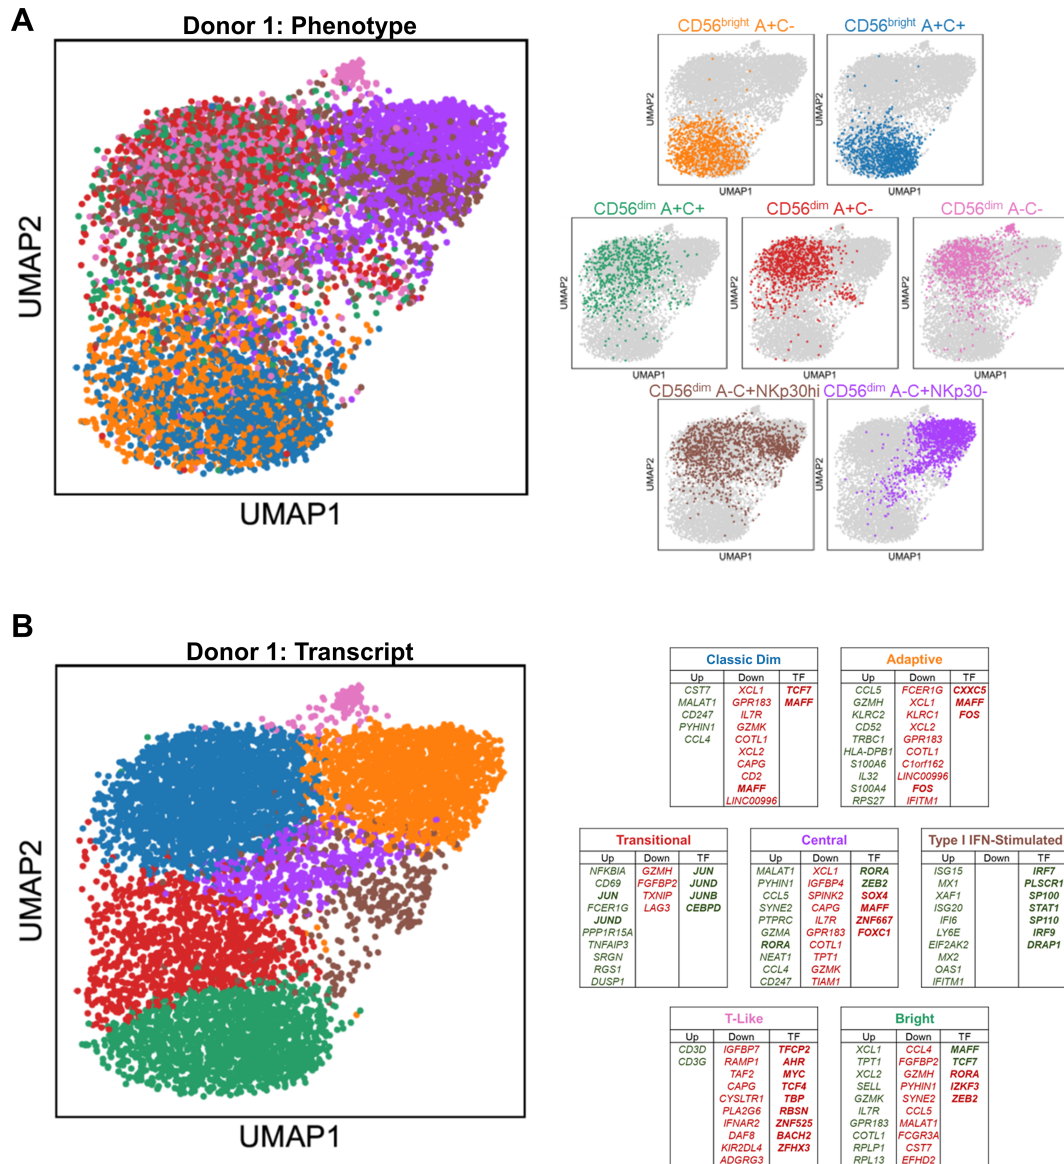 A
Donor 1: Phenotype
UMAP2
UMAP1
CD56bright A+C-
CD56bright A+C+
UMAP2
UMAP1
UMAP2
UMAP1
CD56dim A+C+
CD56dim A+C-
CD56dim A-C-
UMAP2
UMAP1
UMAP2
UMAP1
UMAP2
UMAP1
CD56dim A-C+NKp30hi
CD56dim A-C+NKp30-
UMAP2
UMAP1
UMAP2
UMAP1
B
Donor 1: Transcript
UMAP2
UMAP1
Classic Dim
Up Down TF
CST7 XCL1 TCF7
MALAT1 GPR183 MAFF
CD247 IL7R
PYHIN1 GZMK
CCL4 COTL1
XCL2
CAPG
CD2
MAFF
LINC00996
Adaptive
Up Down TF
CCL5 FCER1G CXXC5
GZMH XCL1 MAFF
KLRC2 KLRC1 FOS
CD52 XCL2
TRBC1 GPR183
HLA-DPB1 COTL1
S100A6 C1orf162
IL32 LINC00996
S100A4 FOS
RPS27 IFITM1
Transitional
Up Down TF
NFKBIA GZMH JUN
CD69 FGFBP2 JUND
JUN TXNIP JUNB
FCER1G LAG3 CEBPD
JUND
PPP1R15A
TNFAIP3
SRGN
RGS1
DUSP1
Central
Up Down TF
MALAT1 XCL1 RORA
PYHIN1 IGFBP4 ZEB2
CCL5 SPINK2 SOX4
SYNE2 CAPG MAFF
PTPRC IL7R ZNF667
GZMA GPR183 FOXC1
RORA COTL1
NEAT1 TPT1
CCL4 GZMK
CD247 TIAM1
Type I IFN-Stimulated
Up Down TF
ISG15 IRF7
MX1 PLSCR1
XAF1 SP100
ISG20 STAT1
IFI6 SP110
LY6E IRF9
EIF2AK2 DRAP1
MX2
OAS1
IFITM1
T-Like
Up Down TF
CD3D IGFBP7 TFCP2
CD3G RAMP1 AHR
TAF2 MYC
CAPG TCF4
CYSLTR1 TBP
PLA2G6 RBSN
IFNAR2 ZNF525
DAF8 BACH2
KIR2DL4 ZFHX3
ADGRG3
Bright
Up Down TF
XCL1 CCL4 MAFF
TPT1 FGFBP2 TCF7
XCL2 GZMH RORA
SELL PYHIN1 IZKF3
GZMK SYNE2 ZEB2
IL7R CCL5
GPR183 MALAT1
COTL1 FCGR3A
RPLP1 CST7
RPL13 EFHD2